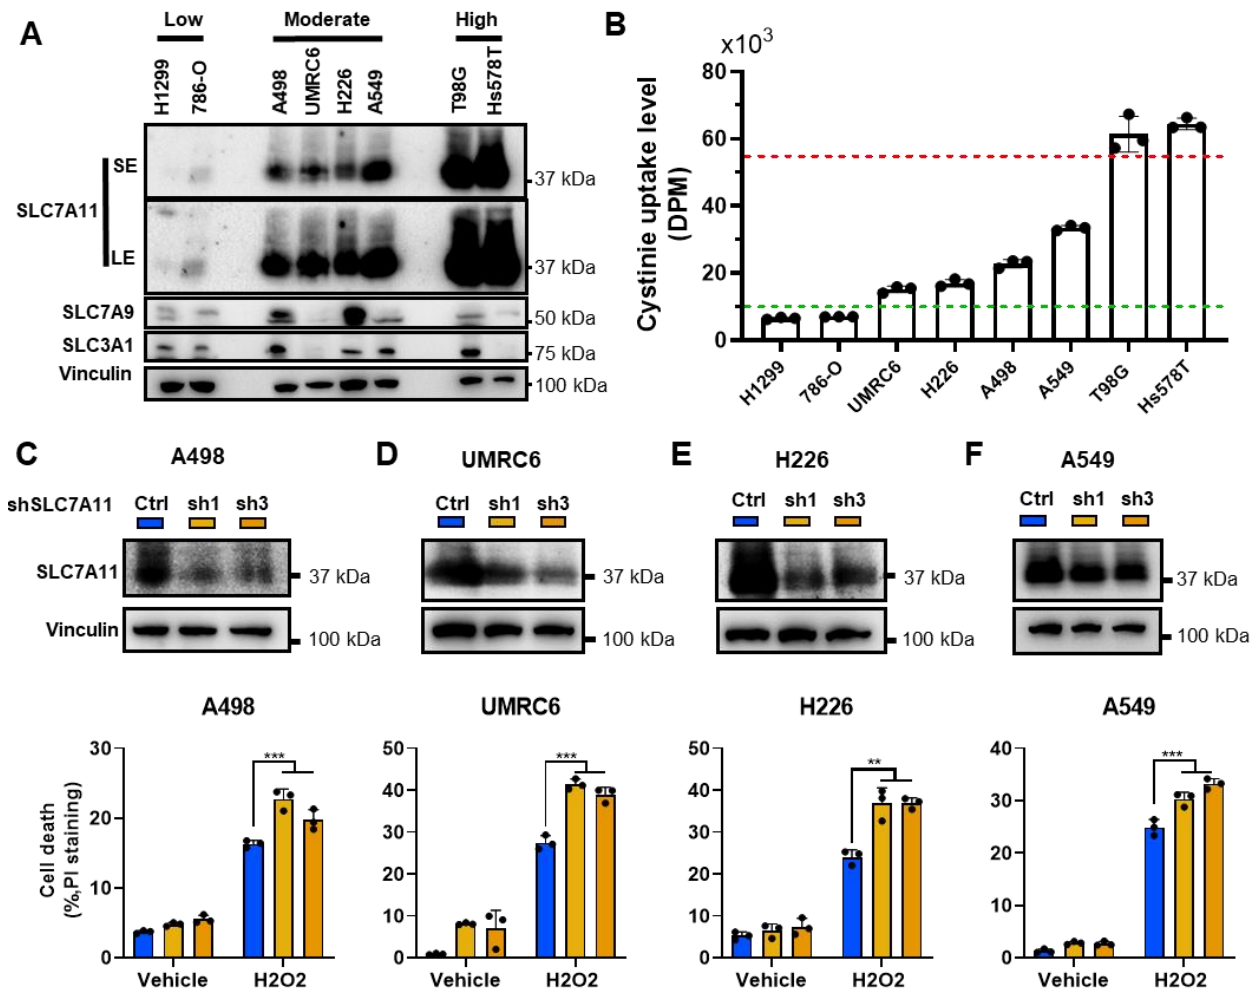 A
Low
Moderate
High
H1299
786-O
A498
UMRC6
H226
A549
T98G
Hs578T
SE
37 kDa
SLC7A11
LE
37 kDa
SLC7A9
50 kDa
SLC3A1
75 kDa
Vinculin
100 kDa
B
x10³
Cystinie uptake level
(DPM)
80
60
40
20
0
H1299
786-O
UMRC6
H226
A498
A549
T98G
Hs578T
C
A498
shSLC7A11
Ctrl sh1 sh3
SLC7A11
37 kDa
Vinculin
100 kDa
A498
Cell death
(%,PI staining)
30
20
10
0
***
Vehicle
H2O2
D
UMRC6
Ctrl sh1 sh3
37 kDa
100 kDa
UMRC6
50
40
30
20
10
0
***
Vehicle
H2O2
E
H226
Ctrl sh1 sh3
37 kDa
100 kDa
H226
50
40
30
20
10
0
**
Vehicle
H2O2
F
A549
Ctrl sh1 sh3
37 kDa
100 kDa
A549
40
30
20
10
0
***
Vehicle
H2O2